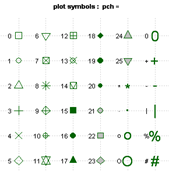 plot symbols : pch =
0 6 12 18 24 0 0
1 7 13 19 25 + +
2 8 14 20 * *
3 9 15 21 . | |
4 10 16 22 o o % %
5 11 17 23 O O # #